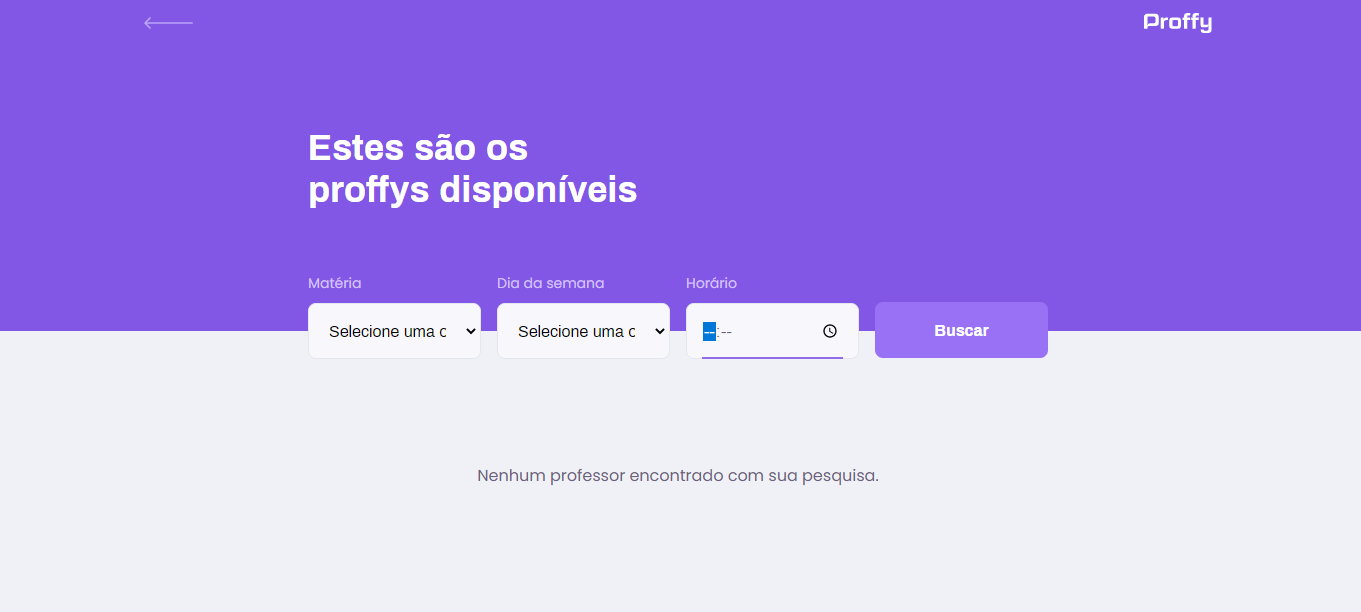 Proffy
Estes são os
proffys disponíveis
Matéria
Dia da semana
Horário
Selecione uma c
Selecione uma c
--:--
Buscar
Nenhum professor encontrado com sua pesquisa.